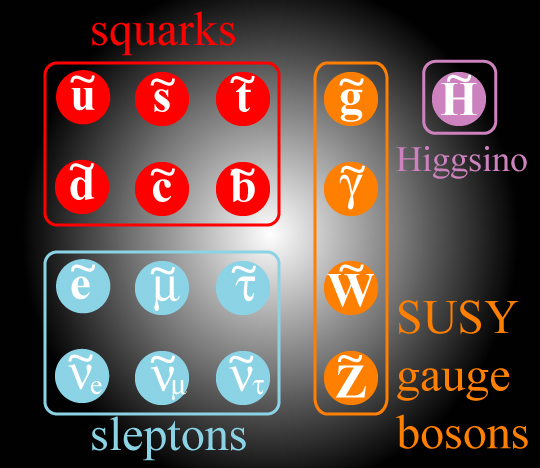 squarks
ũ s̃ t̃
d̃ c̃ b̃
ẽ μ̃ τ̃
ν̃e ν̃μ ν̃τ
sleptons
g̃
γ̃
W̃
Z̃
SUSY
gauge
bosons
H̃
Higgsino